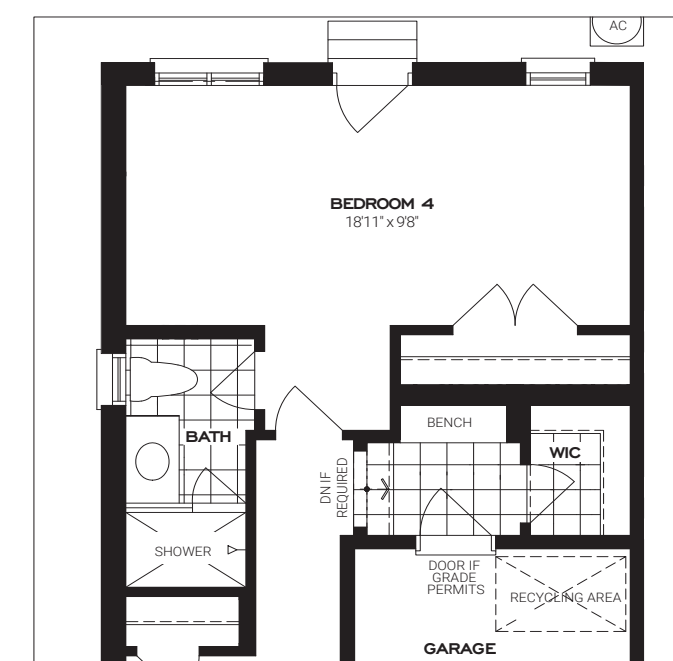 AC
BEDROOM 4
18'11" x 9'8"
BENCH
BATH
WIC
DN IF
REQUIRED
SHOWER
DOOR IF
GRADE
PERMITS
RECYCLING AREA
GARAGE